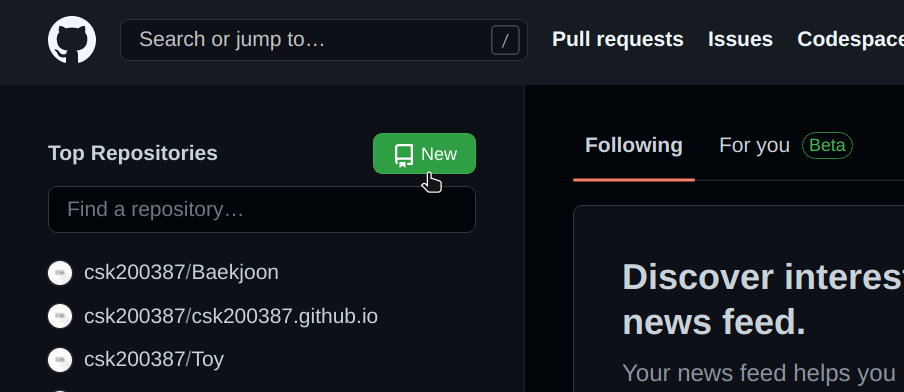 Search or jump to… /
Pull requests Issues Codespace
Top Repositories
New
Following For you Beta
Find a repository…
csk200387/Baekjoon
csk200387/csk200387.github.io
csk200387/Toy
Discover interes
news feed.
Your news feed helps you